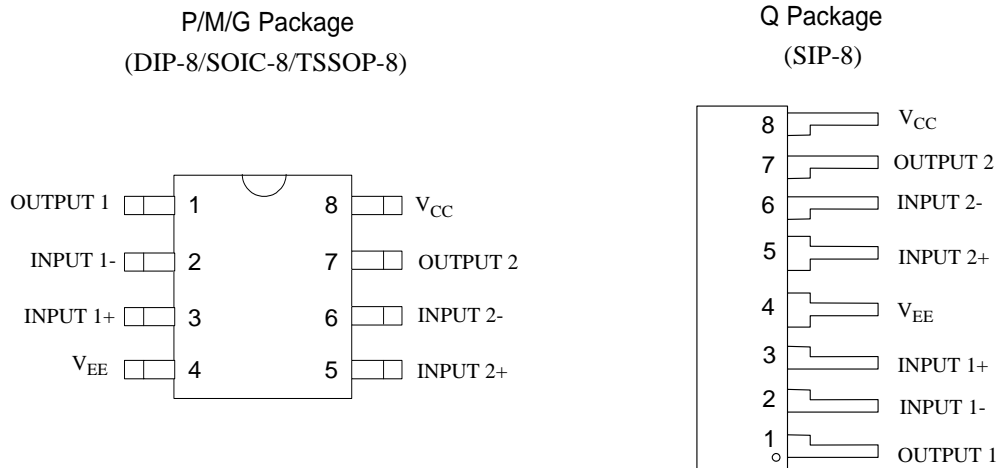 P/M/G Package
(DIP-8/SOIC-8/TSSOP-8)
OUTPUT 1 1 8 VCC
INPUT 1- 2 7 OUTPUT 2
INPUT 1+ 3 6 INPUT 2-
VEE 4 5 INPUT 2+
Q Package
(SIP-8)
8 VCC
7 OUTPUT 2
6 INPUT 2-
5 INPUT 2+
4 VEE
3 INPUT 1+
2 INPUT 1-
1 OUTPUT 1